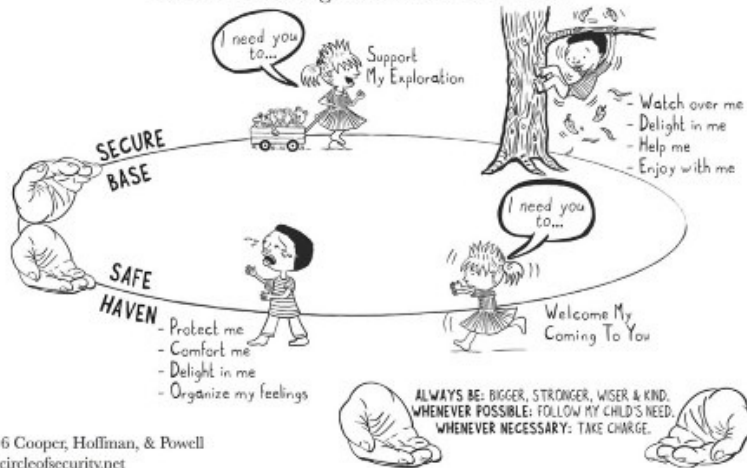 I need you
to...
Support
My Exploration
- Watch over me
- Delight in me
- Help me
- Enjoy with me
SECURE
BASE
I need you
to...
SAFE
HAVEN
- Protect me
- Comfort me
- Delight in me
- Organize my feelings
Welcome My
Coming To You
ALWAYS BE: BIGGER, STRONGER, WISER & KIND.
WHENEVER POSSIBLE: FOLLOW MY CHILD'S NEED.
WHENEVER NECESSARY: TAKE CHARGE.
6 Cooper, Hoffman, & Powell
circleofsecurity.net